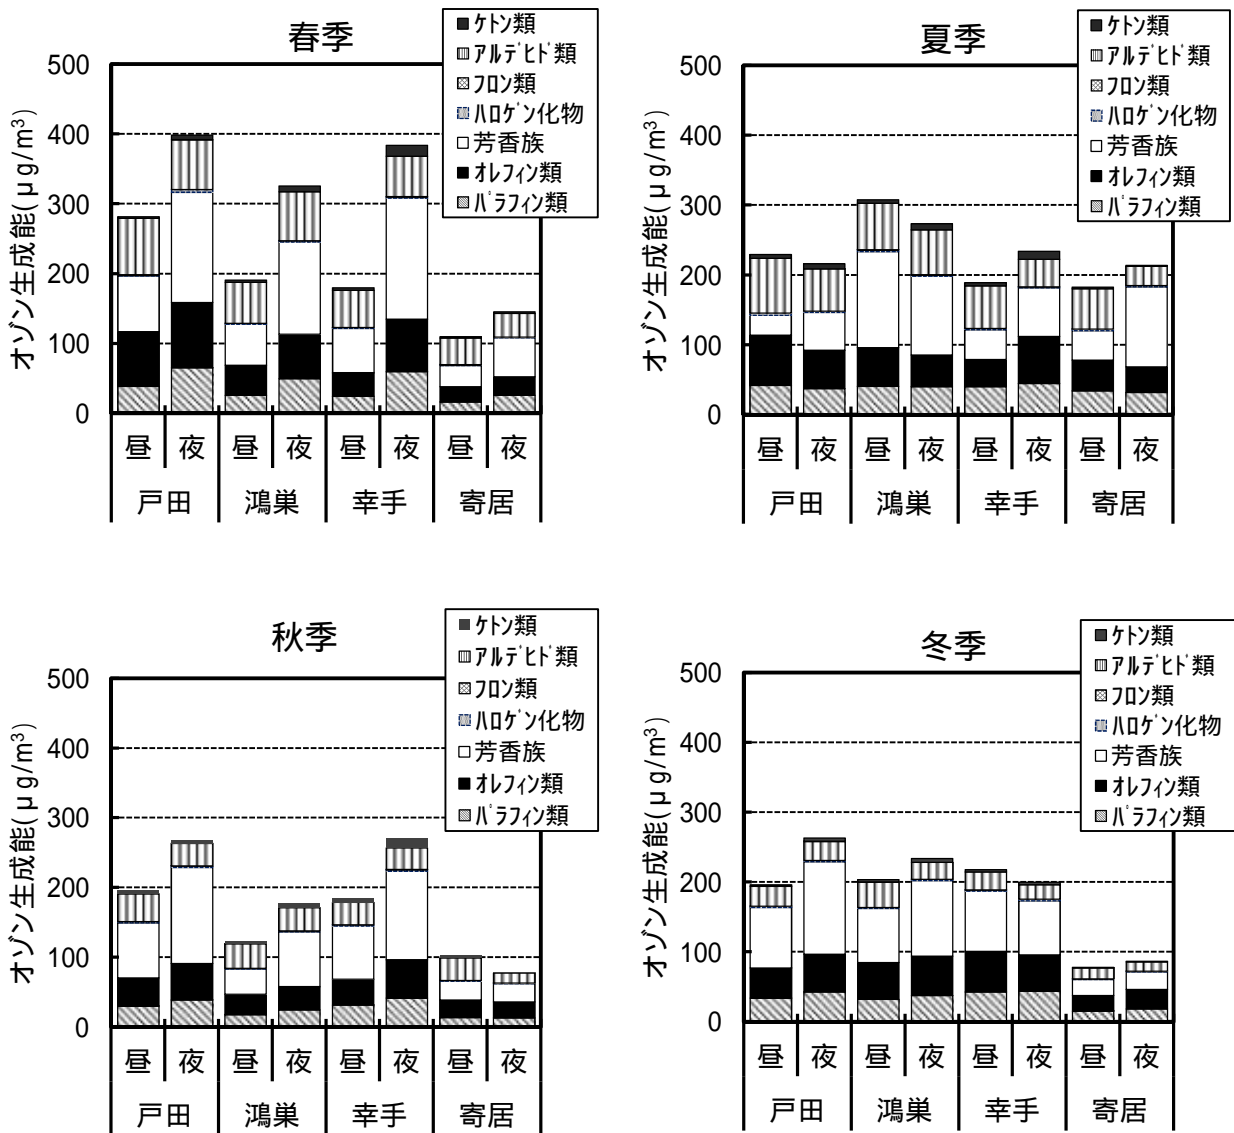 春季
ｹﾄﾝ類
ｱﾙﾃﾞﾋﾄﾞ類
ﾌﾛﾝ類
ﾊﾛｹﾞﾝ化物
芳香族
ｵﾚﾌｨﾝ類
ﾊﾟﾗﾌｨﾝ類
オゾン生成能(μg/m³)
500
400
300
200
100
0
昼 夜 昼 夜 昼 夜 昼 夜
戸田 鴻巣 幸手 寄居
夏季
ｹﾄﾝ類
ｱﾙﾃﾞﾋﾄﾞ類
ﾌﾛﾝ類
ﾊﾛｹﾞﾝ化物
芳香族
ｵﾚﾌｨﾝ類
ﾊﾟﾗﾌｨﾝ類
オゾン生成能(μg/m³)
500
400
300
200
100
0
昼 夜 昼 夜 昼 夜 昼 夜
戸田 鴻巣 幸手 寄居
秋季
ｹﾄﾝ類
ｱﾙﾃﾞﾋﾄﾞ類
ﾌﾛﾝ類
ﾊﾛｹﾞﾝ化物
芳香族
ｵﾚﾌｨﾝ類
ﾊﾟﾗﾌｨﾝ類
オゾン生成能(μg/m³)
500
400
300
200
100
0
昼 夜 昼 夜 昼 夜 昼 夜
戸田 鴻巣 幸手 寄居
冬季
ｹﾄﾝ類
ｱﾙﾃﾞﾋﾄﾞ類
ﾌﾛﾝ類
ﾊﾛｹﾞﾝ化物
芳香族
ｵﾚﾌｨﾝ類
ﾊﾟﾗﾌｨﾝ類
オゾン生成能(μg/m³)
500
400
300
200
100
0
昼 夜 昼 夜 昼 夜 昼 夜
戸田 鴻巣 幸手 寄居